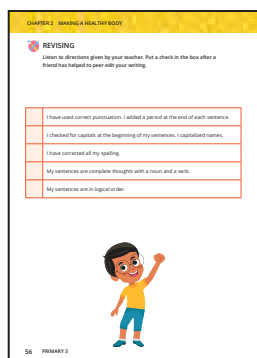 CHAPTER 2 MAKING A HEALTHY BODY
REVISING
Listen to directions given by your teacher. Put a check in the box after a
friend has helped to peer edit your writing.
I have used correct punctuation. I added a period at the end of each sentence.
I checked for capitals at the beginning of my sentences. I capitalized names.
I have corrected all my spelling.
My sentences are complete thoughts with a noun and a verb.
My sentences are in logical order.
56 PRIMARY 3